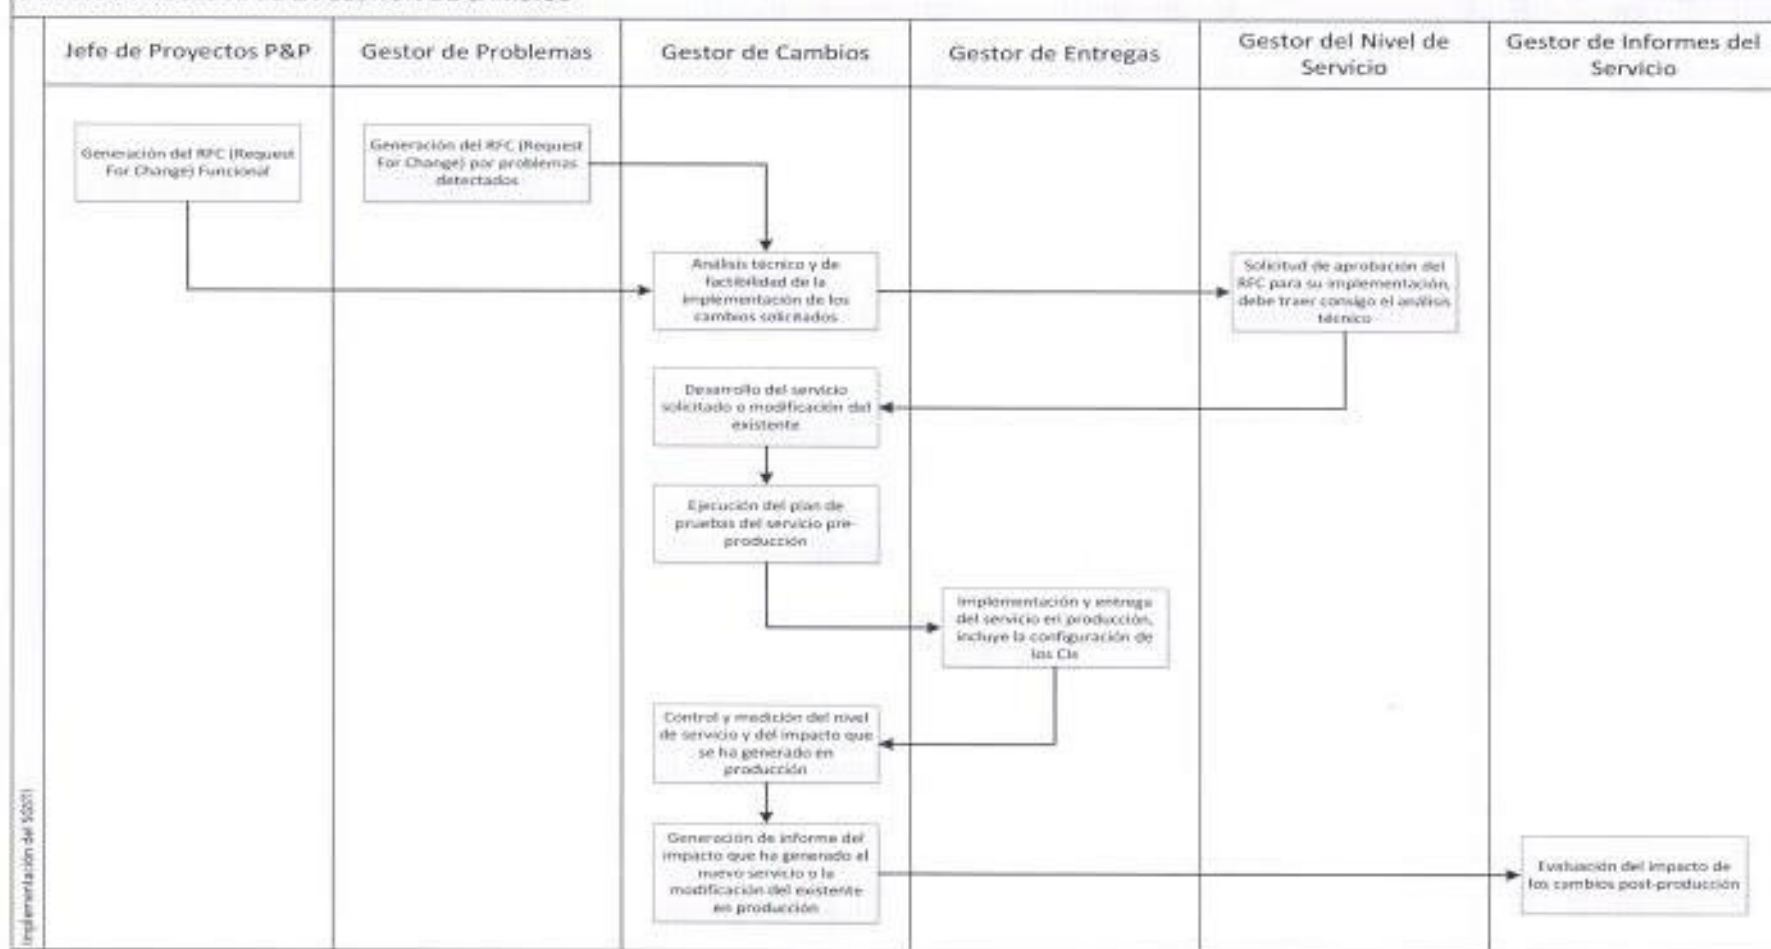 Jefe de Proyectos P&P
Gestor de Problemas
Gestor de Cambios
Gestor de Entregas
Gestor del Nivel de
Servicio
Gestor de Informes del
Servicio
Generación del RFC (Request
For Change) Funcional
Generación del RFC (Request
For Change) por problemas
detectados
Análisis técnico y de
factibilidad de la
implementación de los
cambios solicitados
Solicitud de aprobación del
RFC para su implementación,
debe traer consigo el análisis
técnico
Desarrollo del servicio
solicitado o modificación del
existente
Ejecución del plan de
pruebas del servicio pre-
producción
Implementación y entrega
del servicio en producción,
incluye la configuración de
los CIs
Control y medición del nivel
de servicio y del impacto que
se ha generado en
producción
Generación de informe del
impacto que ha generado el
nuevo servicio o la
modificación del existente
en producción
Evaluación del impacto de
los cambios post-producción
Implementación del SGSTI